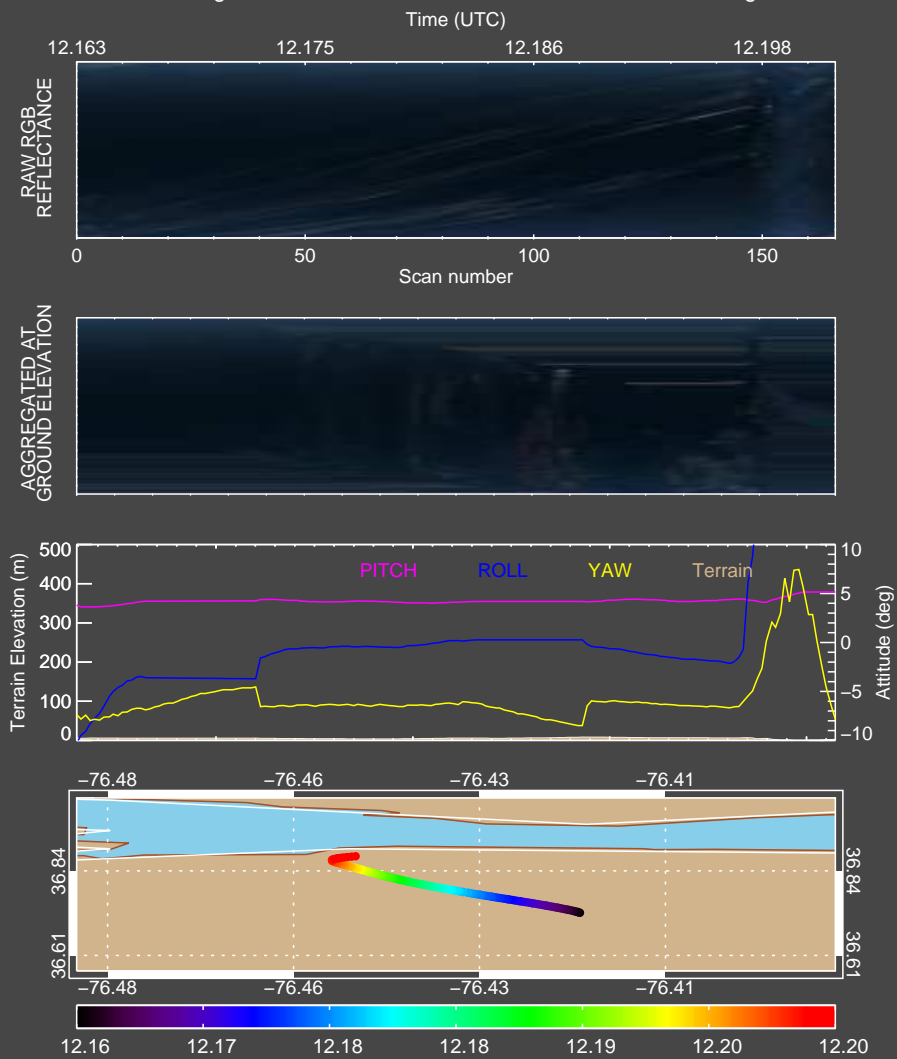 Time (UTC)
12.163 12.175 12.186 12.198
RAW RGB
REFLECTANCE
0 50 100 150
Scan number
AGGREGATED AT
GROUND ELEVATION
500
400
300
200
100
0
Terrain Elevation (m)
PITCH ROLL YAW Terrain
10
5
0
−5
−10
Attitude (deg)
−76.48 −76.46 −76.43 −76.41
36.84 36.84
36.61 36.61
−76.48 −76.46 −76.43 −76.41
12.16 12.17 12.18 12.18 12.19 12.20 12.20